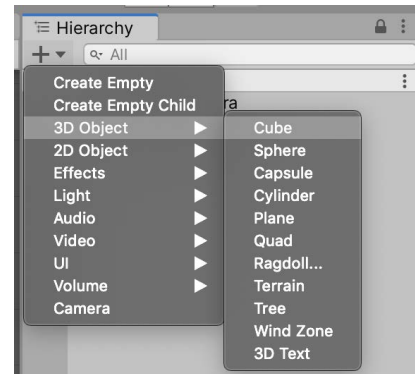 Hierarchy
All
Create Empty
Create Empty Child
ra
3D Object
2D Object
Effects
Light
Audio
Video
UI
Volume
Camera
Cube
Sphere
Capsule
Cylinder
Plane
Quad
Ragdoll...
Terrain
Tree
Wind Zone
3D Text